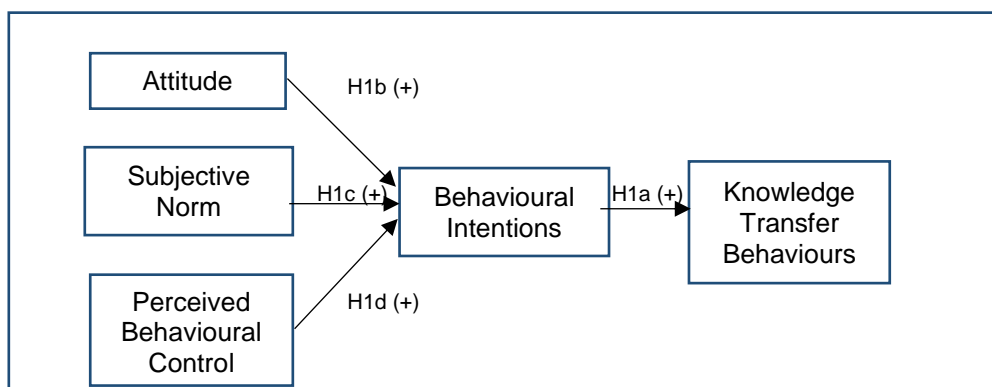 Attitude
H1b (+)
Subjective
Norm
H1c (+)
Behavioural
Intentions
H1a (+)
Knowledge
Transfer
Behaviours
Perceived
Behavioural
Control
H1d (+)